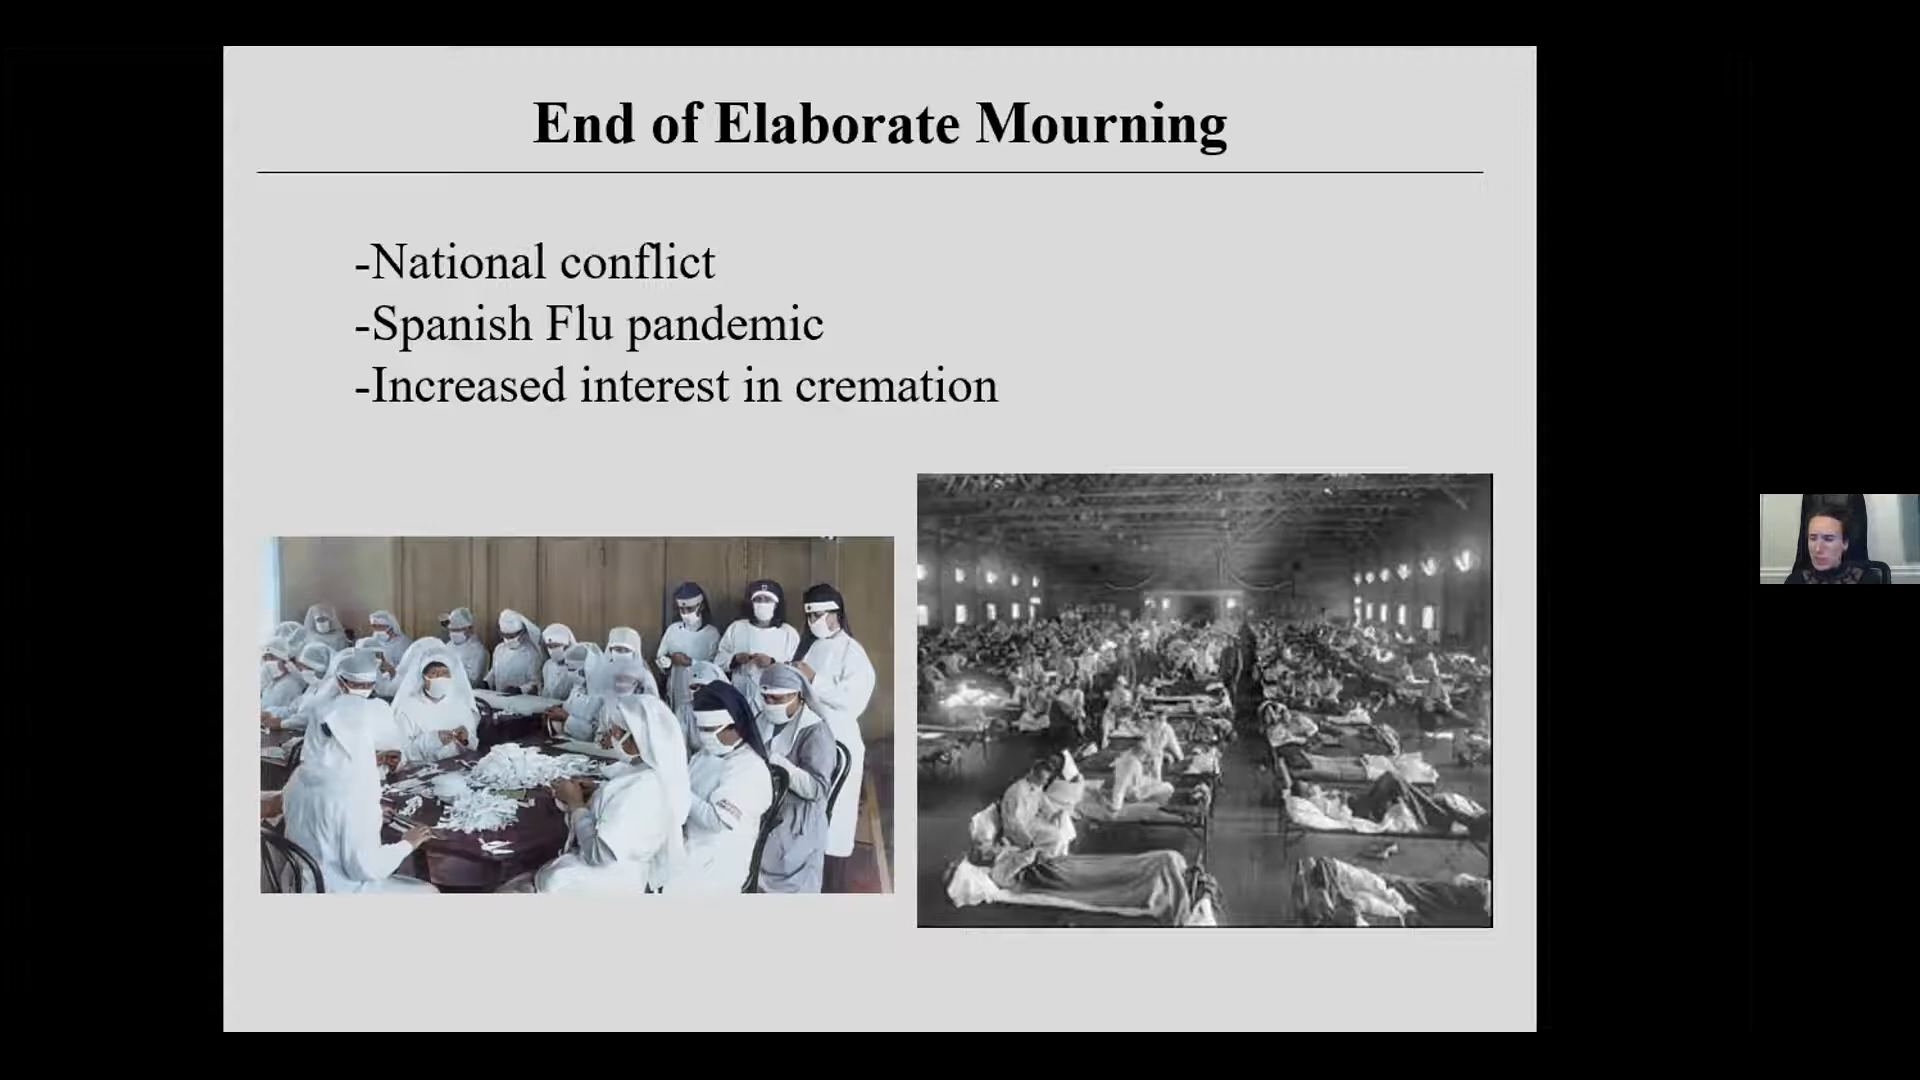 End of Elaborate Mourning
-National conflict
-Spanish Flu pandemic
-Increased interest in cremation